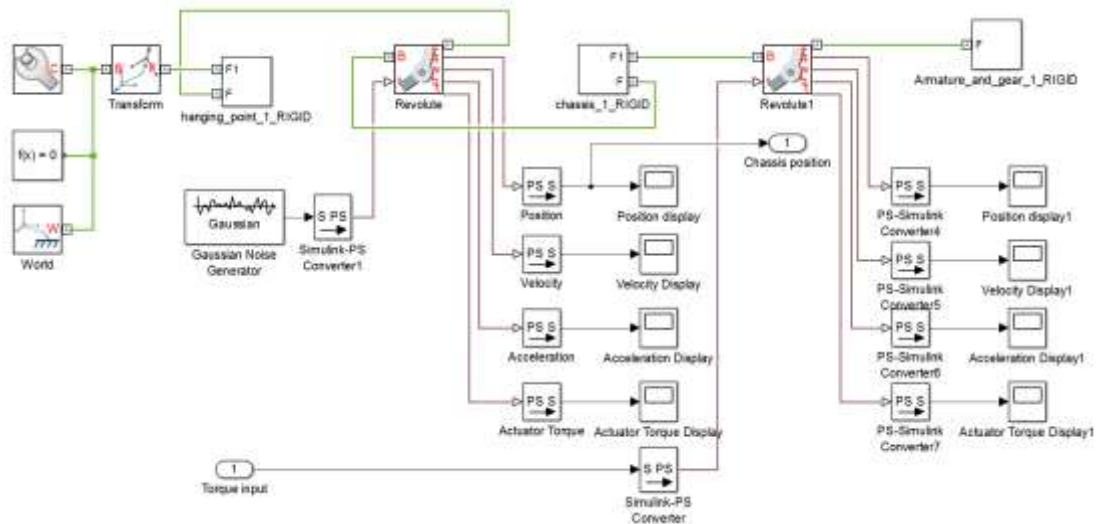 C
B
F
Transform
F1
F
hanging_point_1_RIGID
f(x) = 0
W
World
Gaussian
Gaussian Noise
Generator
S PS
Simulink-PS
Converter1
B
Revolute
F1
F
chassis_1_RIGID
B
Revolute1
F
Armature_and_gear_1_RIGID
1
Chassis position
PS S
Position
Position display
PS S
Velocity
Velocity Display
PS S
Acceleration
Acceleration Display
PS S
Actuator Torque
Actuator Torque Display
PS S
PS-Simulink
Converter4
Position display1
PS S
PS-Simulink
Converter5
Velocity Display1
PS S
PS-Simulink
Converter6
Acceleration Display1
PS S
PS-Simulink
Converter7
Actuator Torque Display1
1
Torque input
S PS
Simulink-PS
Converter